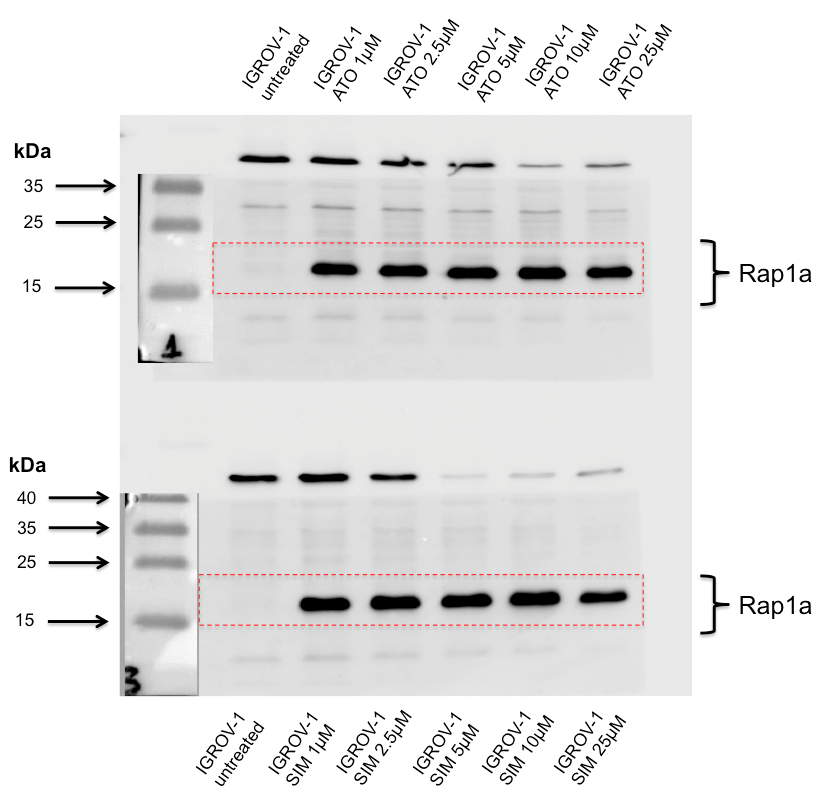 IGROV-1
untreated
IGROV-1
ATO 1µM
IGROV-1
ATO 2.5µM
IGROV-1
ATO 5µM
IGROV-1
ATO 10µM
IGROV-1
ATO 25µM
kDa
35
25
15
1
Rap1a
kDa
40
35
25
15
3
Rap1a
IGROV-1
untreated
IGROV-1
SIM 1µM
IGROV-1
SIM 2.5µM
IGROV-1
SIM 5µM
IGROV-1
SIM 10µM
IGROV-1
SIM 25µM